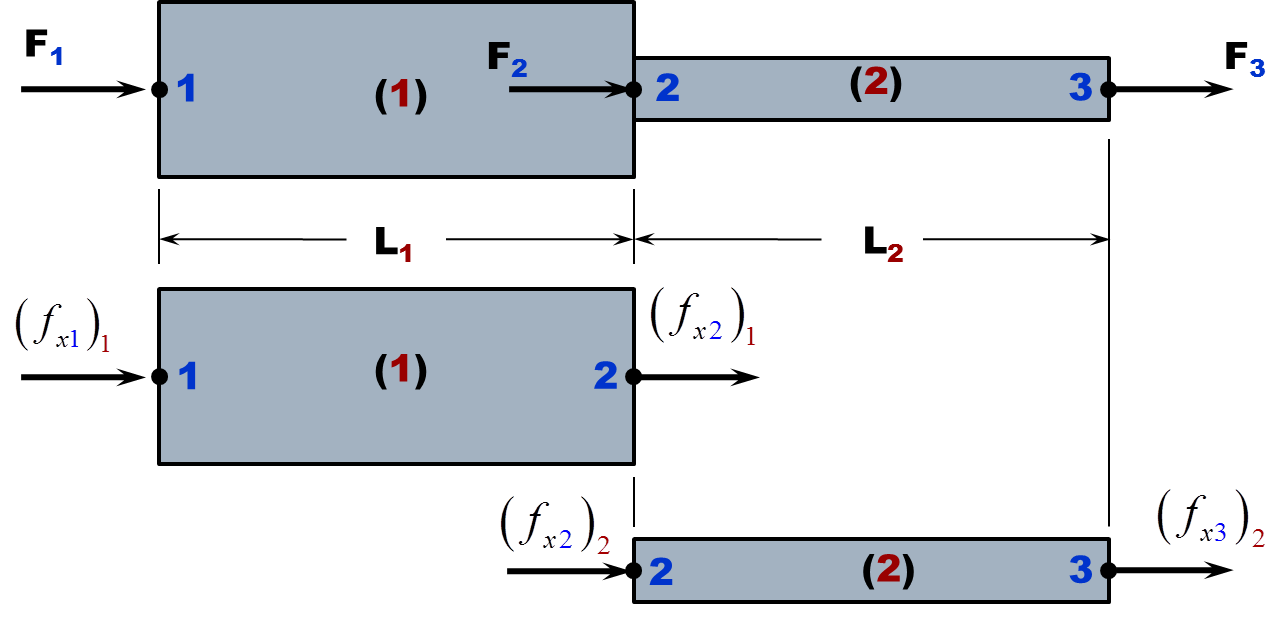 F₁ F₂ F₃
1 (1) 2 (2) 3
L₁ L₂
(fₓ₁)₁ (fₓ₂)₁
1 (1) 2
(fₓ₂)₂ (fₓ₃)₂
2 (2) 3